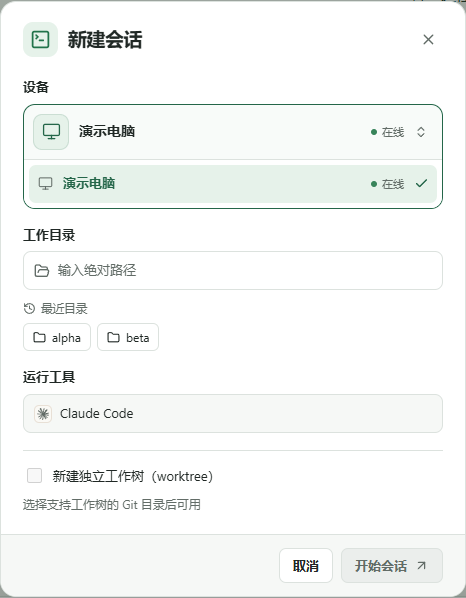 新建会话
设备
演示电脑 在线
演示电脑 在线
工作目录
输入绝对路径
最近目录
alpha beta
运行工具
Claude Code
新建独立工作树（worktree）
选择支持工作树的 Git 目录后可用
取消 开始会话